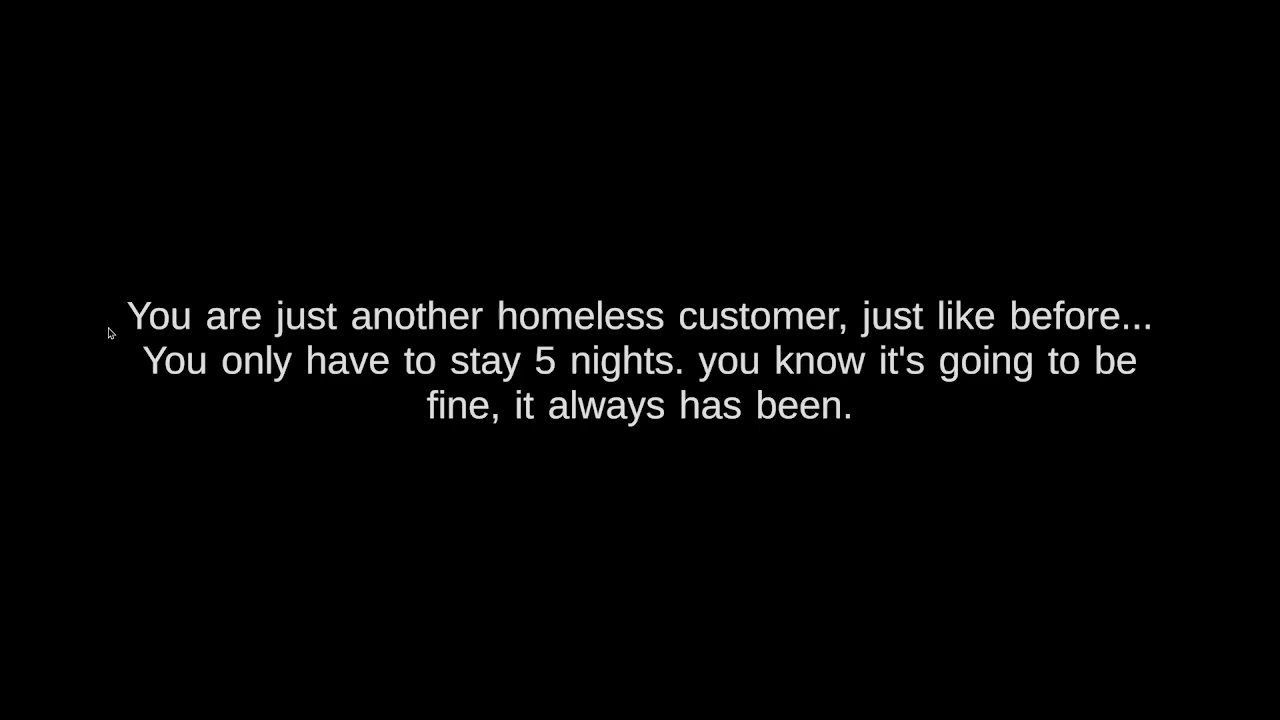 You are just another homeless customer, just like before...
You only have to stay 5 nights. you know it's going to be
fine, it always has been.